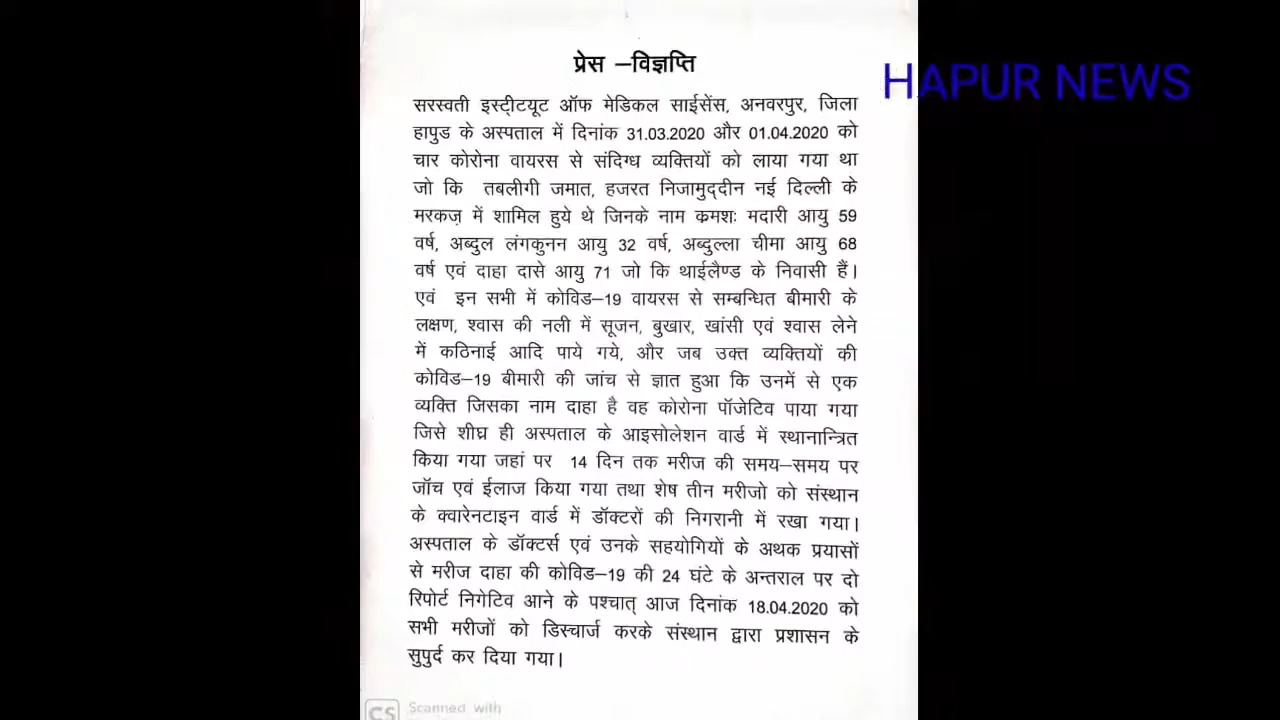 प्रेस –विज्ञप्ति
HAPUR NEWS
सरस्वती इस्टी्टयूट ऑफ मेडिकल साईसेंस, अनवरपुर, जिला
हापुड के अस्पताल में दिनांक 31.03.2020 और 01.04.2020 को
चार कोरोना वायरस से संदिग्ध व्यक्तियों को लाया गया था
जो कि तबलीगी जमात, हजरत निजामुद्दीन नई दिल्ली के
मरकज़ में शामिल हुये थे जिनके नाम क्रमशः मदारी आयु 59
वर्ष, अब्दुल लंगकुनन आयु 32 वर्ष, अब्दुल्ला चीमा आयु 68
वर्ष एवं दाहा दासे आयु 71 जो कि थाईलैण्ड के निवासी हैं।
एवं इन सभी में कोविड–19 वायरस से सम्बन्धित बीमारी के
लक्षण, श्वास की नली में सूजन, बुखार, खांसी एवं श्वास लेने
में कठिनाई आदि पाये गये, और जब उक्त व्यक्तियों की
कोविड–19 बीमारी की जांच से ज्ञात हुआ कि उनमें से एक
व्यक्ति जिसका नाम दाहा है वह कोरोना पॉजेटिव पाया गया
जिसे शीघ्र ही अस्पताल के आइसोलेशन वार्ड में स्थानान्त्रित
किया गया जहां पर 14 दिन तक मरीज की समय–समय पर
जॉच एवं ईलाज किया गया तथा शेष तीन मरीजो को संस्थान
के क्वारेनटाइन वार्ड में डॉक्टरों की निगरानी में रखा गया।
अस्पताल के डॉक्टर्स एवं उनके सहयोगियों के अथक प्रयासों
से मरीज दाहा की कोविड–19 की 24 घंटे के अन्तराल पर दो
रिपोर्ट निगेटिव आने के पश्चात् आज दिनांक 18.04.2020 को
सभी मरीजों को डिस्चार्ज करके संस्थान द्वारा प्रशासन के
सुपुर्द कर दिया गया।
CS Scanned with